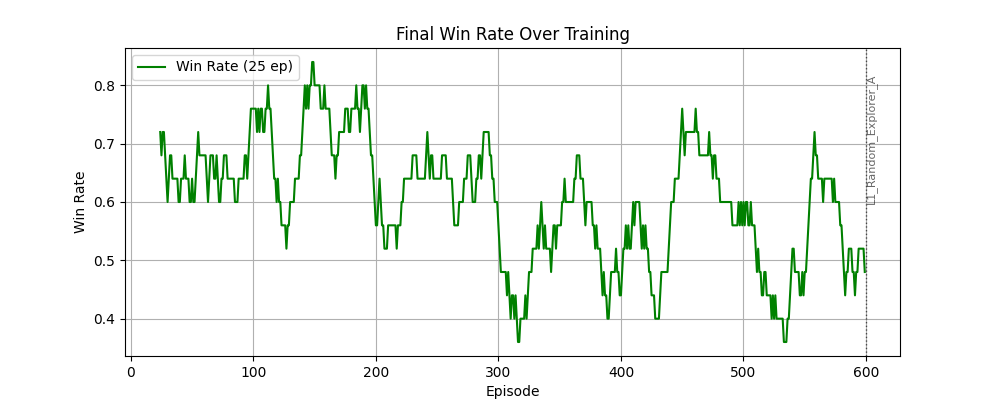 Final Win Rate Over Training
Win Rate (25 ep)
Win Rate
0.8
0.7
0.6
0.5
0.4
0
100
200
300
400
500
600
Episode
L1_Random_Explorer_A